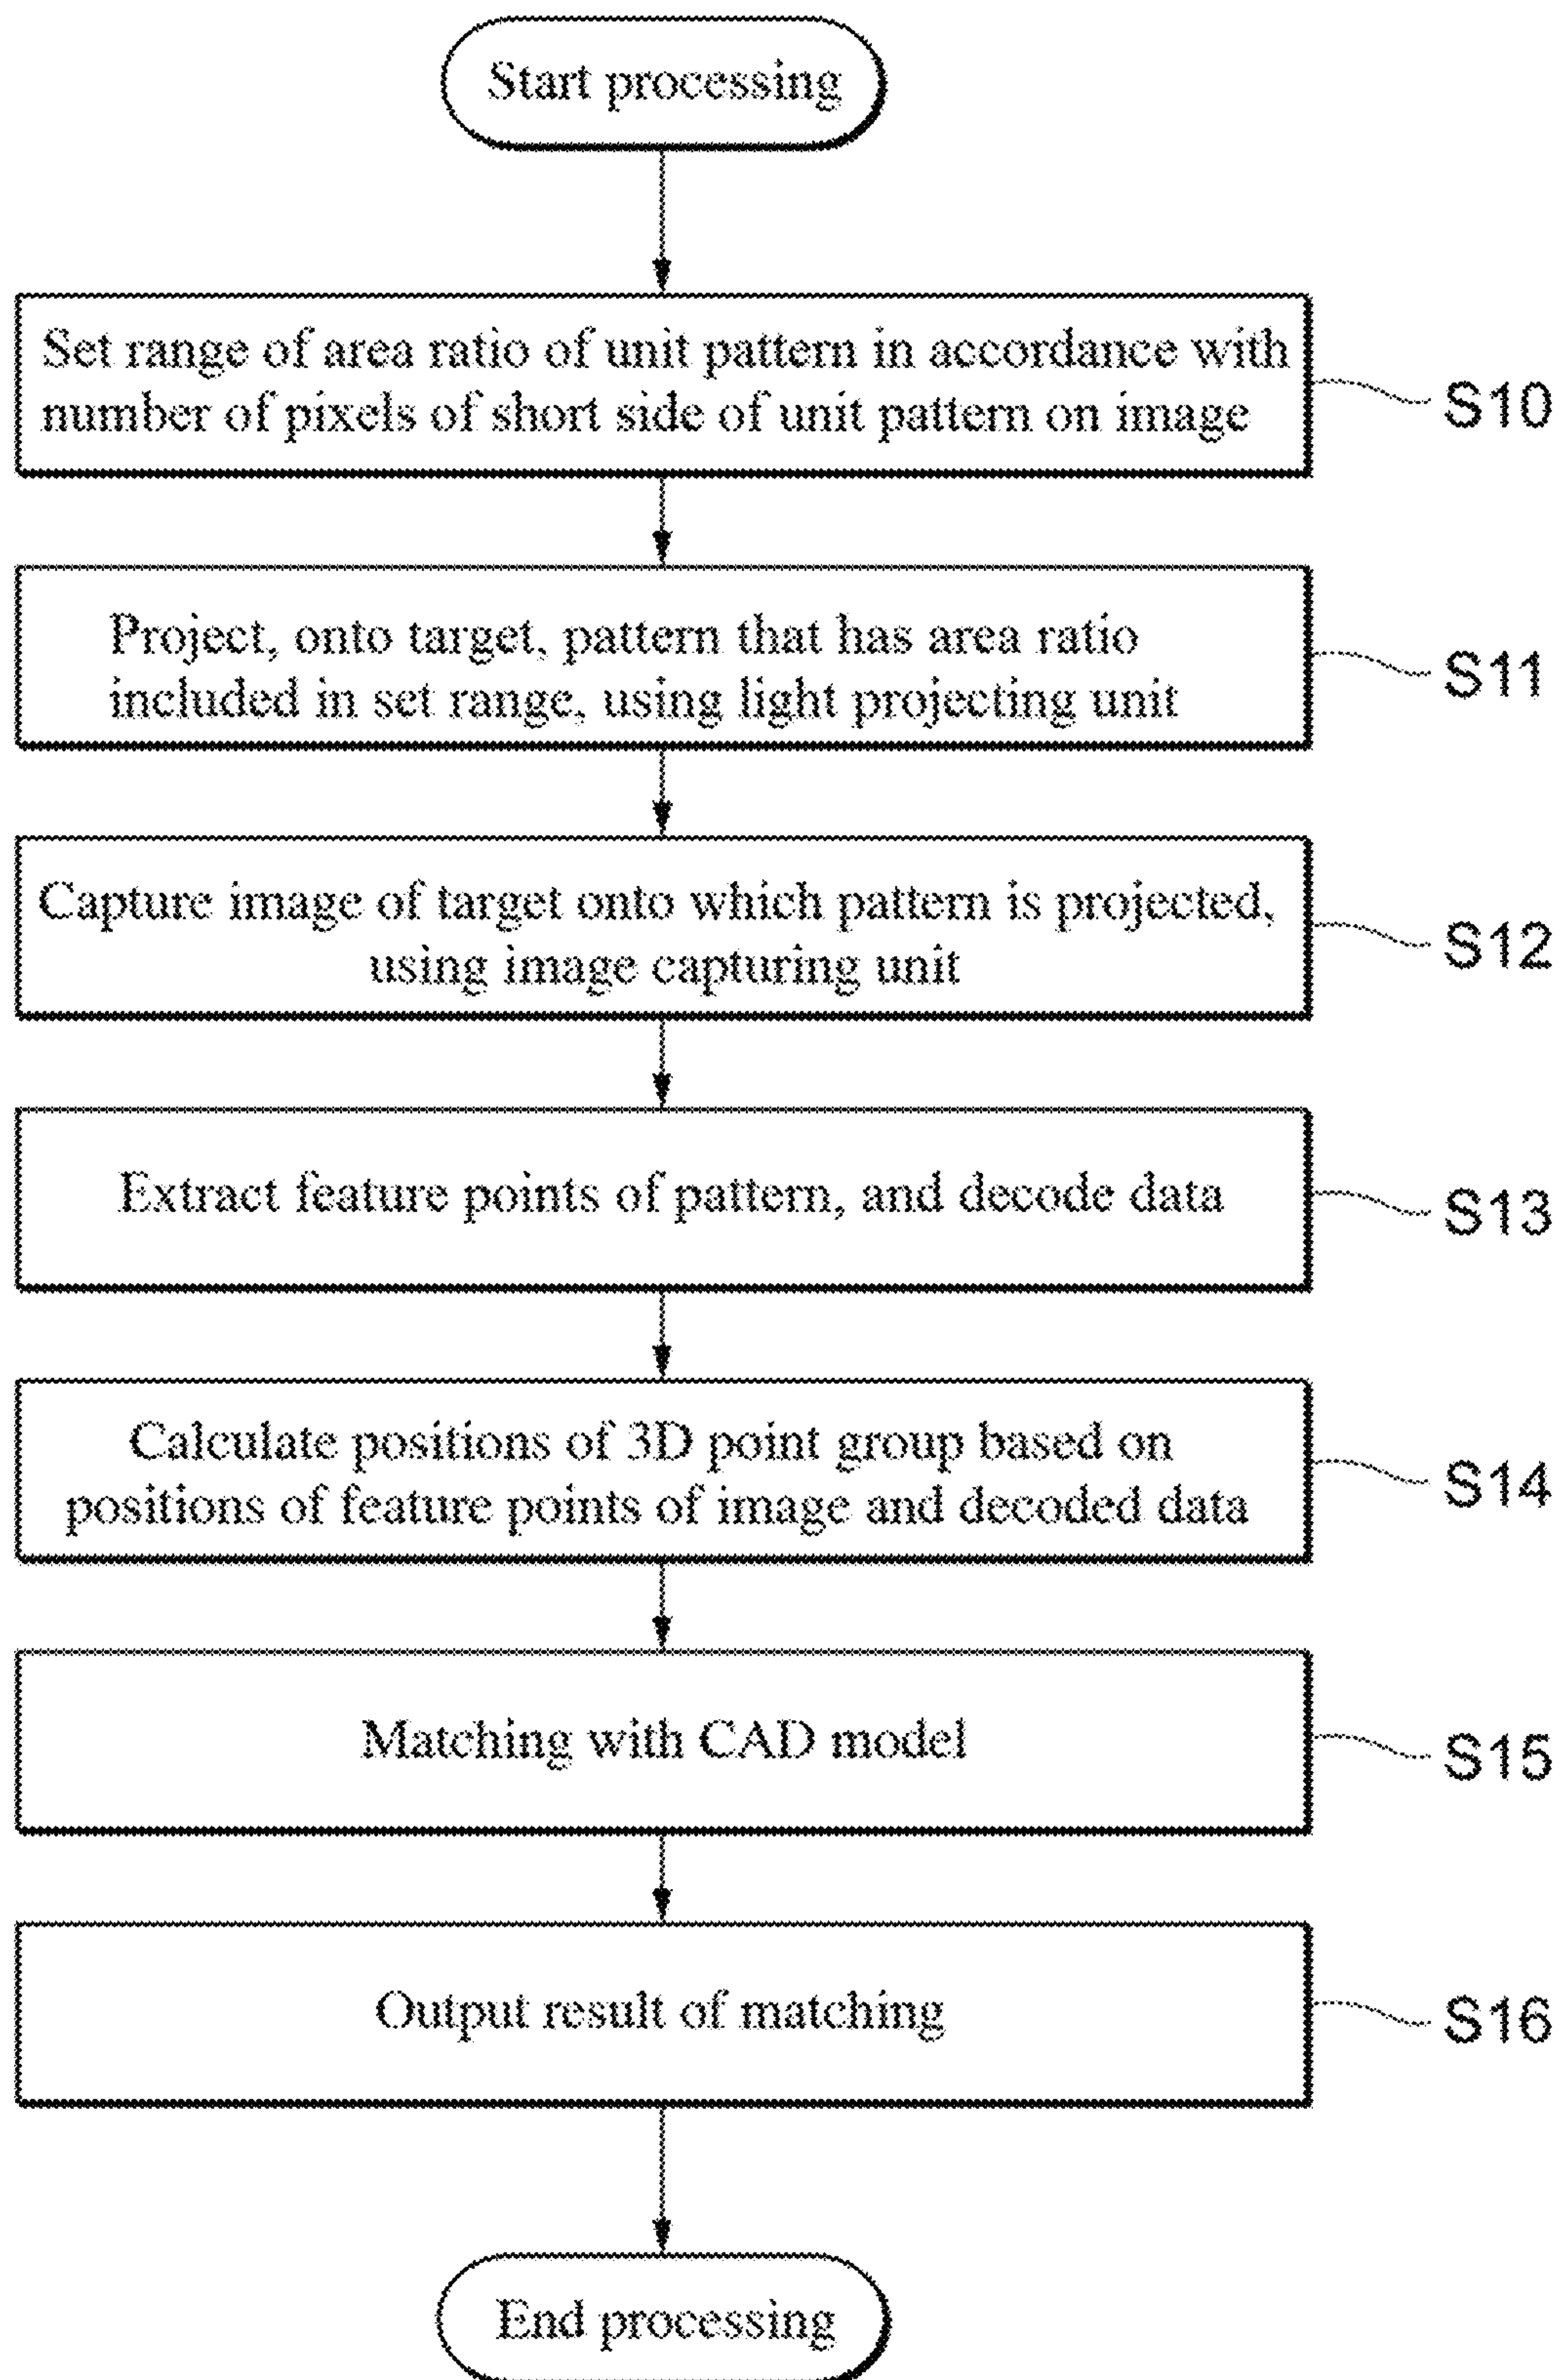 Start processing
Set range of area ratio of unit pattern in accordance with
number of pixels of short side of unit pattern on image
S10
Project, onto target, pattern that has area ratio
included in set range, using light projecting unit
S11
Capture image of target onto which pattern is projected,
using image capturing unit
S12
Extract feature points of pattern, and decode data
S13
Calculate positions of 3D point group based on
positions of feature points of image and decoded data
S14
Matching with CAD model
S15
Output result of matching
S16
End processing